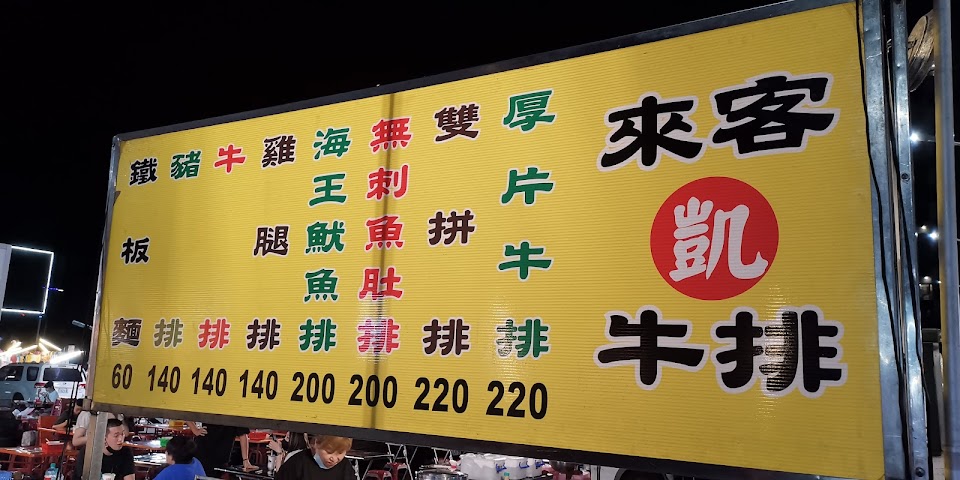 來客
凱
牛排
厚片牛排
220
雙拼排
220
無刺魚肚排
200
海王魷魚排
200
雞腿排
140
牛排
140
豬排
140
鐵板麵
60